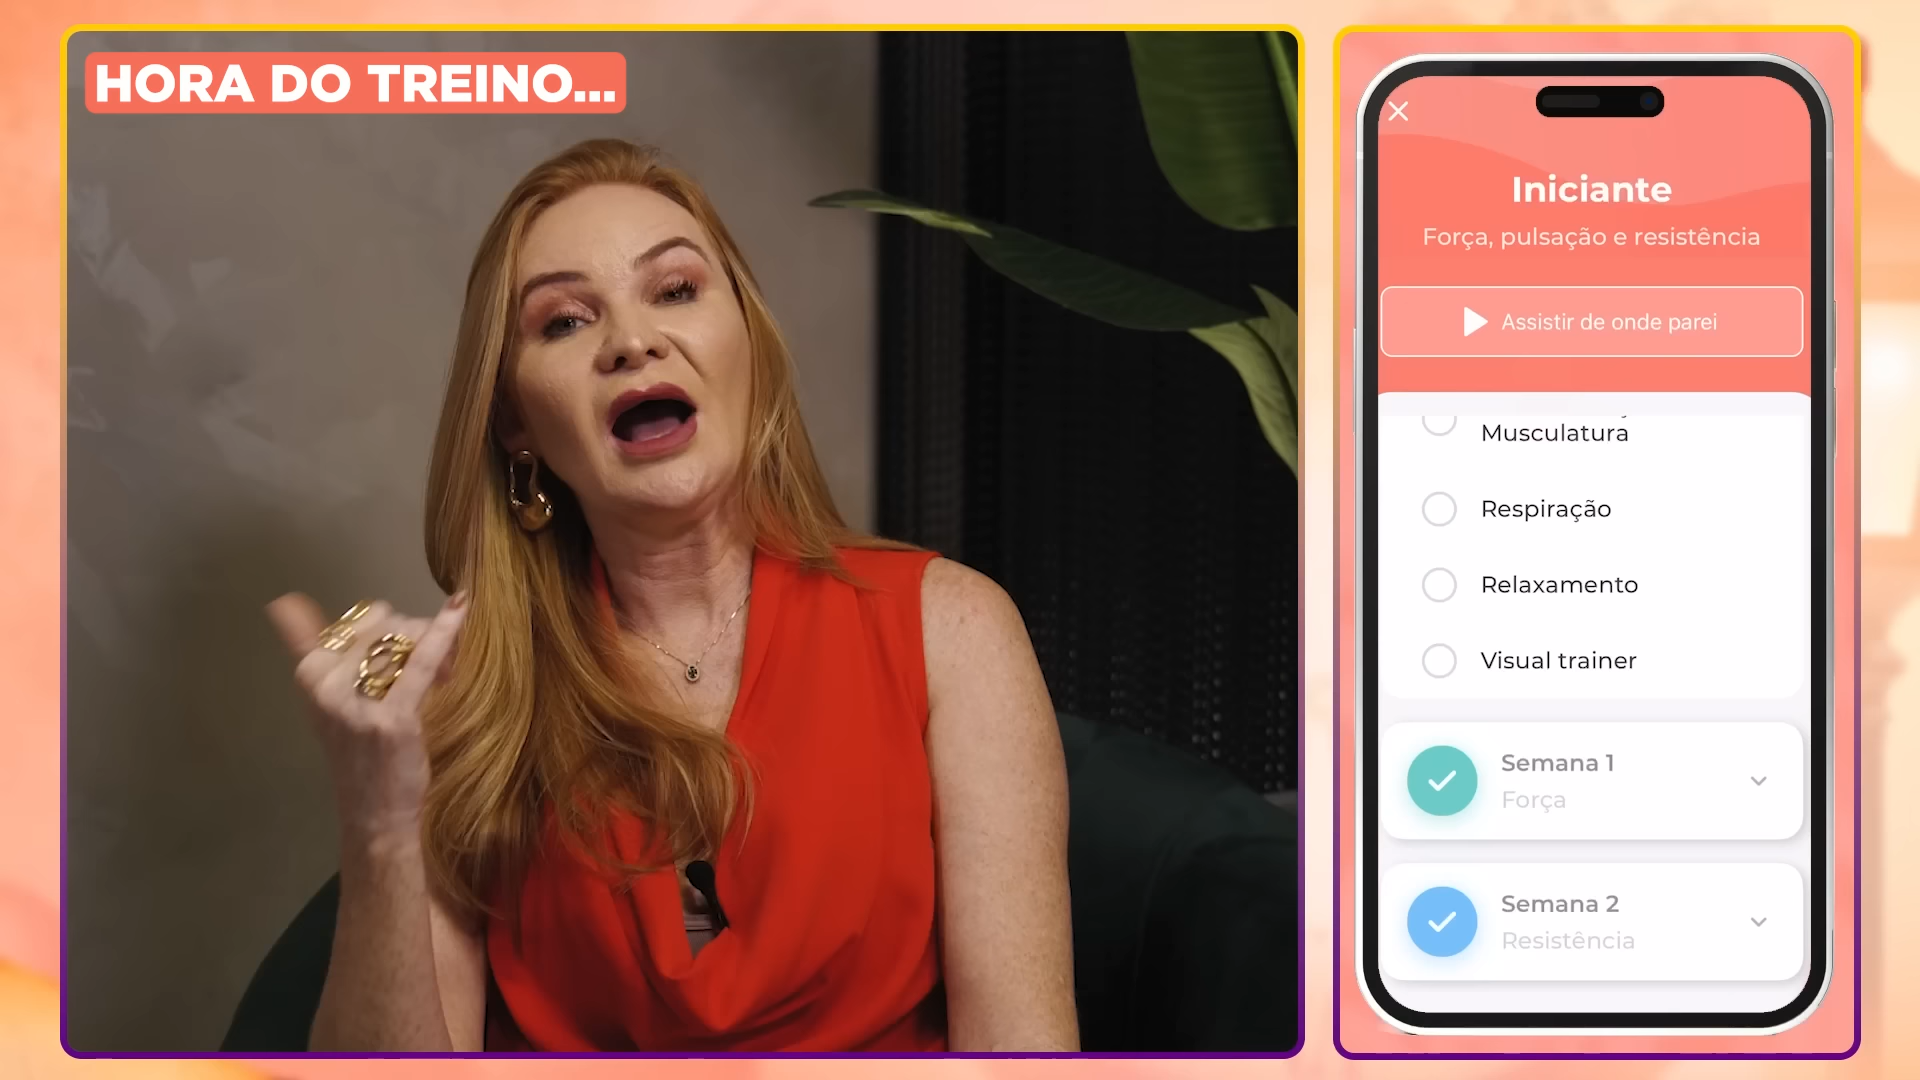 HORA DO TREINO...
Iniciante
Força, pulsação e resistência
Assistir de onde parei
Musculatura
Respiração
Relaxamento
Visual trainer
Semana 1
Força
Semana 2
Resistência